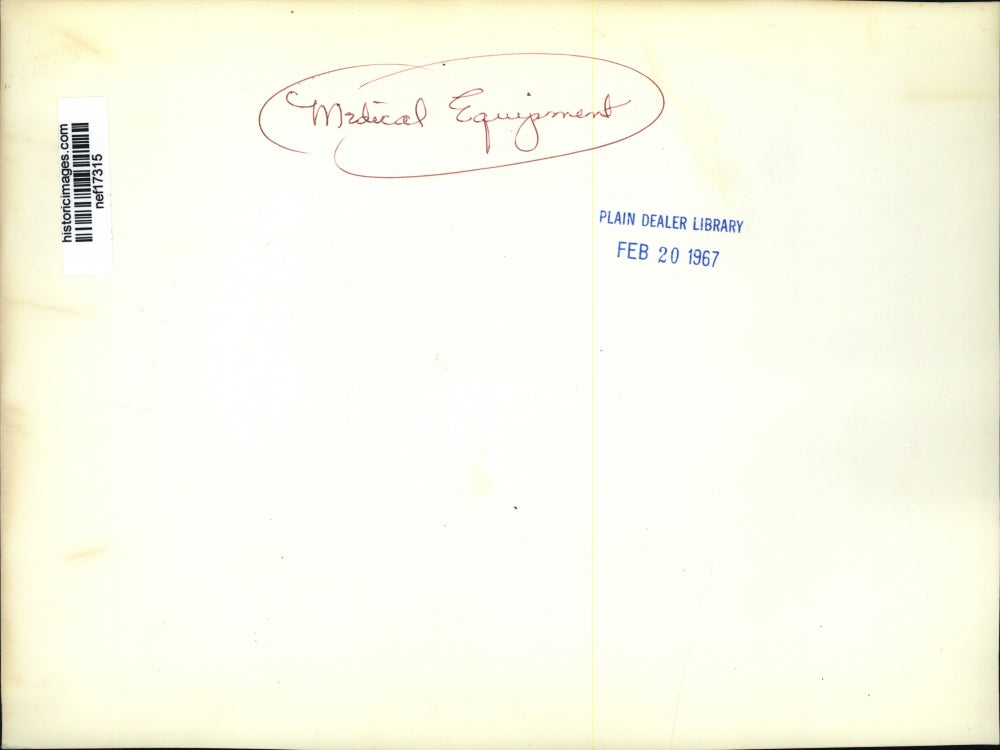 Medical Equipment
historicimages.com
nef17315
PLAIN DEALER LIBRARY
FEB 20 1967